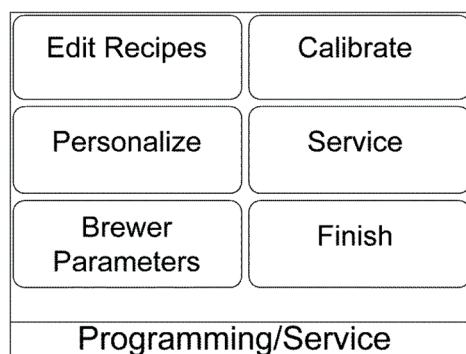 Edit Recipes
Calibrate
Personalize
Service
Brewer
Parameters
Finish
Programming/Service